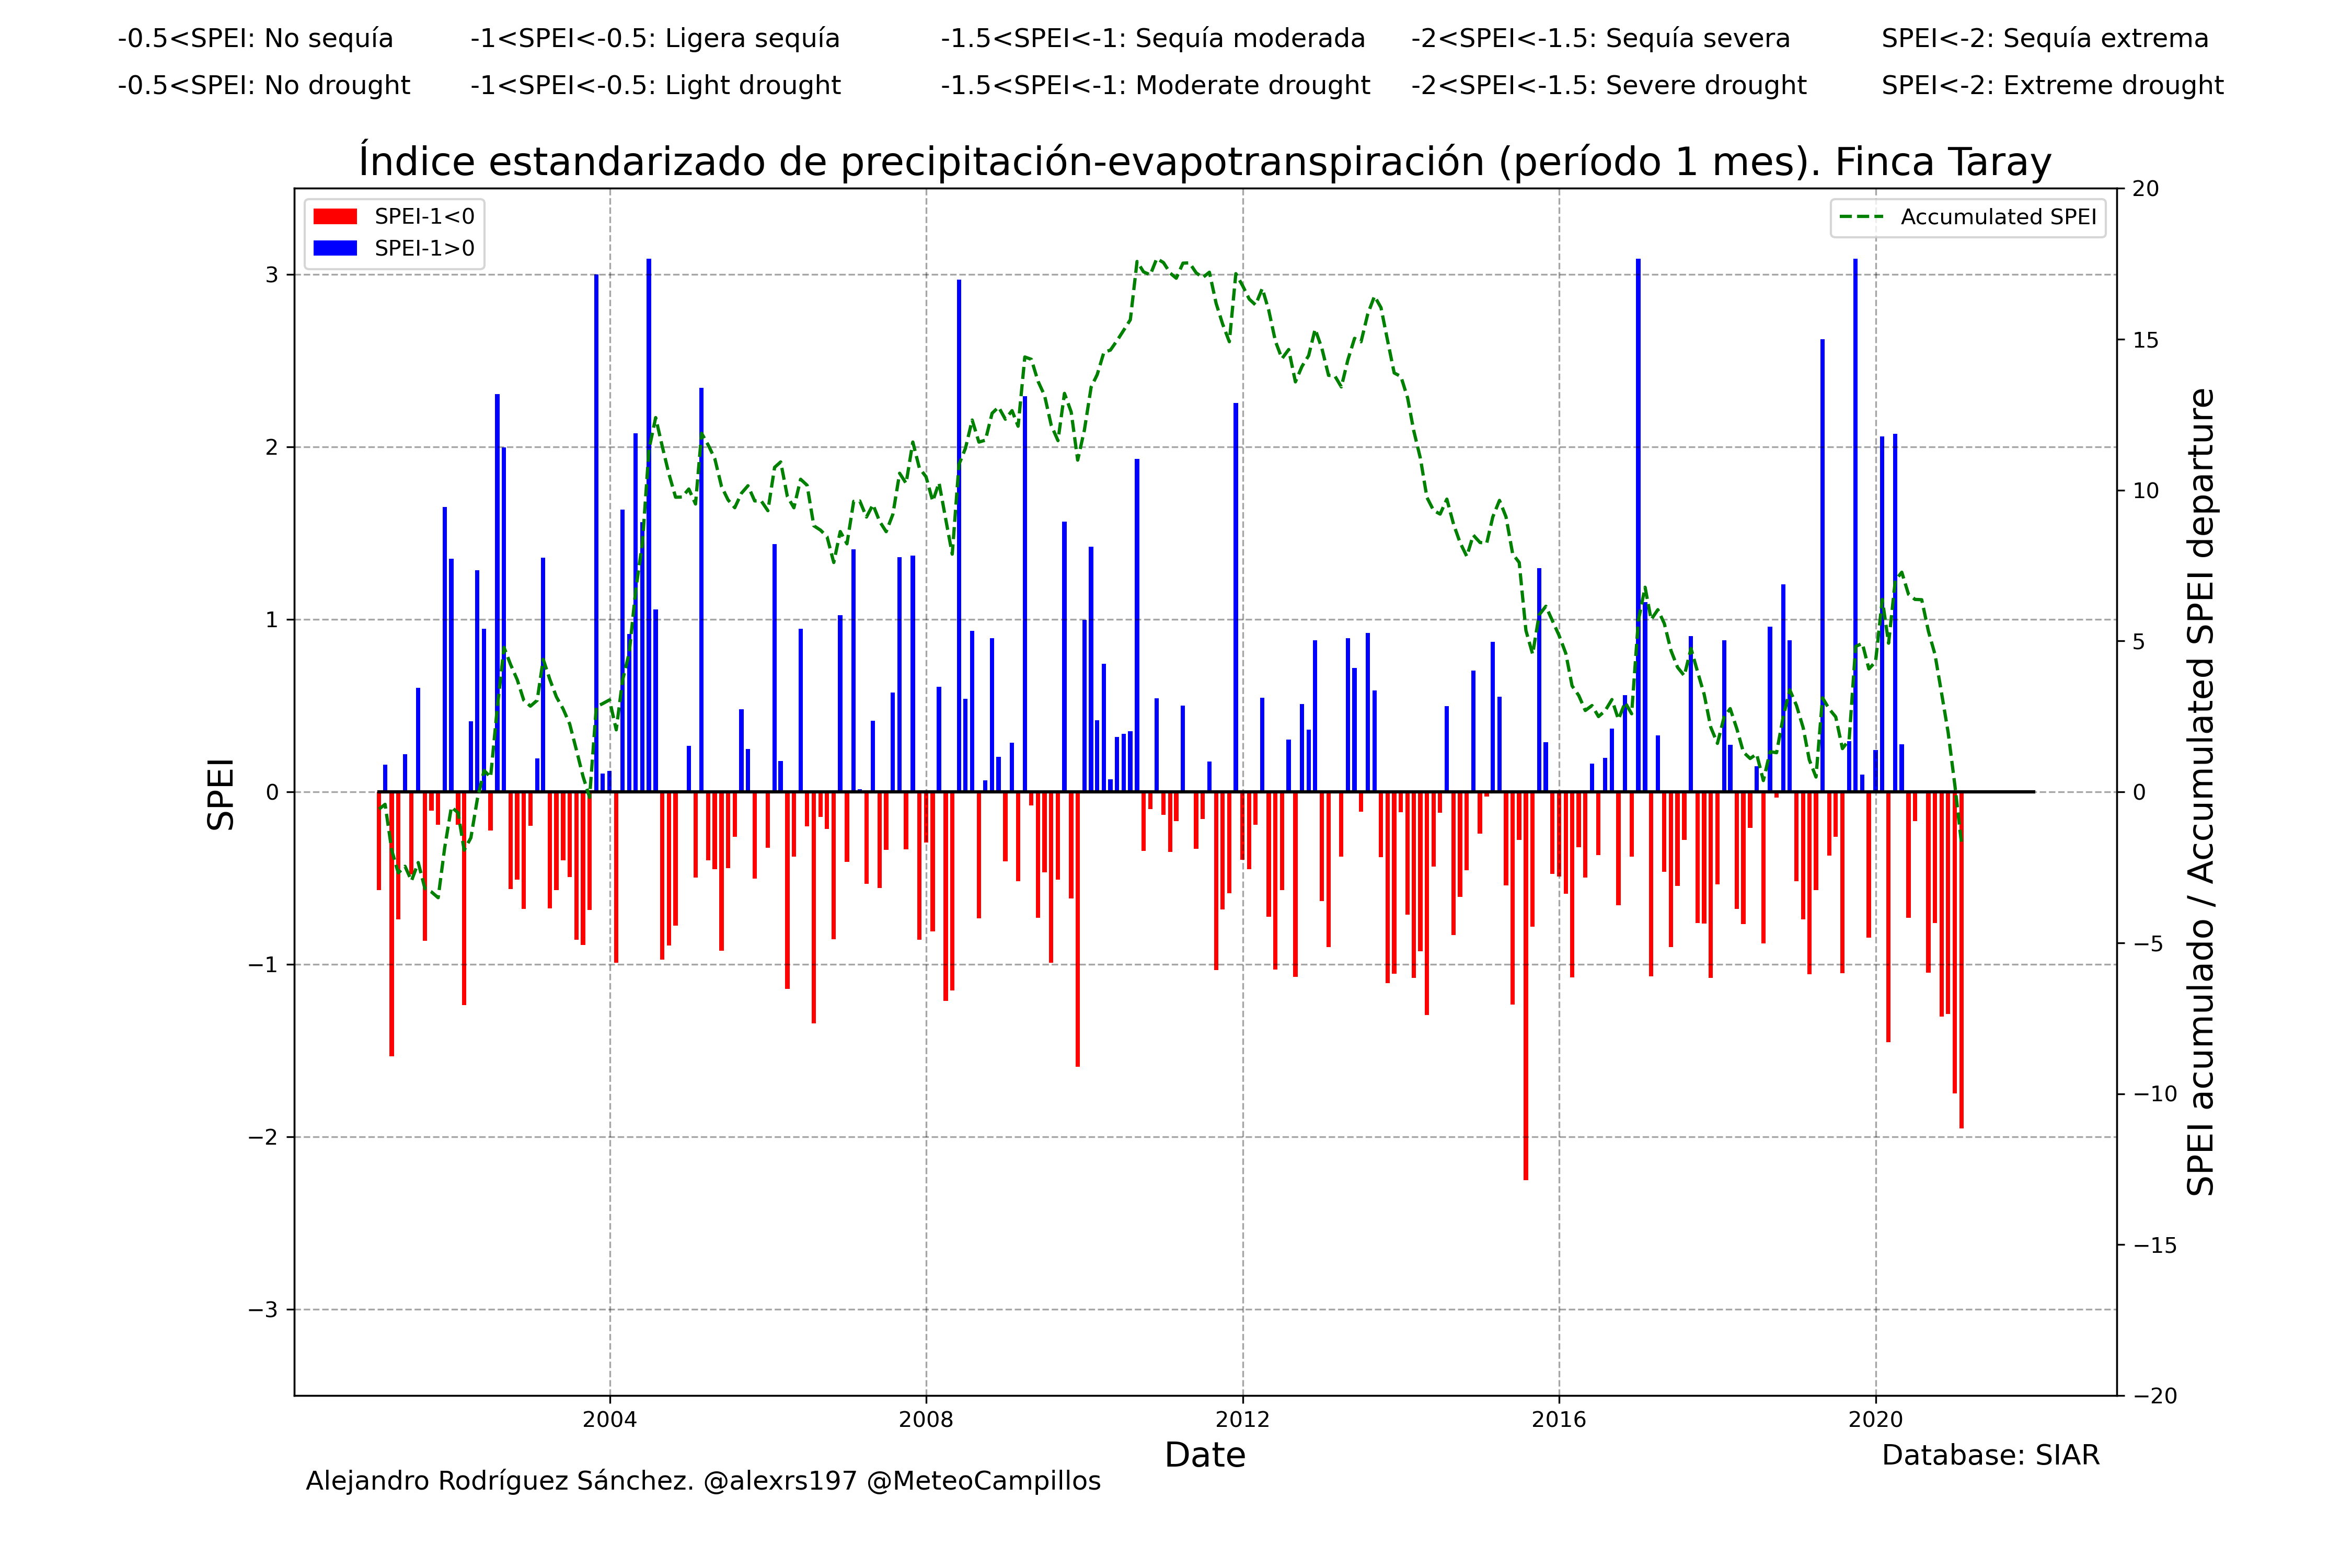 -0.5<SPEI: No sequía -1<SPEI<-0.5: Ligera sequía -1.5<SPEI<-1: Sequía moderada -2<SPEI<-1.5: Sequía severa SPEI<-2: Sequía extrema
-0.5<SPEI: No drought -1<SPEI<-0.5: Light drought -1.5<SPEI<-1: Moderate drought -2<SPEI<-1.5: Severe drought SPEI<-2: Extreme drought
Índice estandarizado de precipitación-evapotranspiración (período 1 mes). Finca Taray
SPEI-1<0
SPEI-1>0
Accumulated SPEI
SPEI
3
2
1
0
−1
−2
−3
20
15
10
5
0
−5
−10
−15
−20
SPEI acumulado / Accumulated SPEI departure
2004 2008 2012 2016 2020
Date
Database: SIAR
Alejandro Rodríguez Sánchez. @alexrs197 @MeteoCampillos